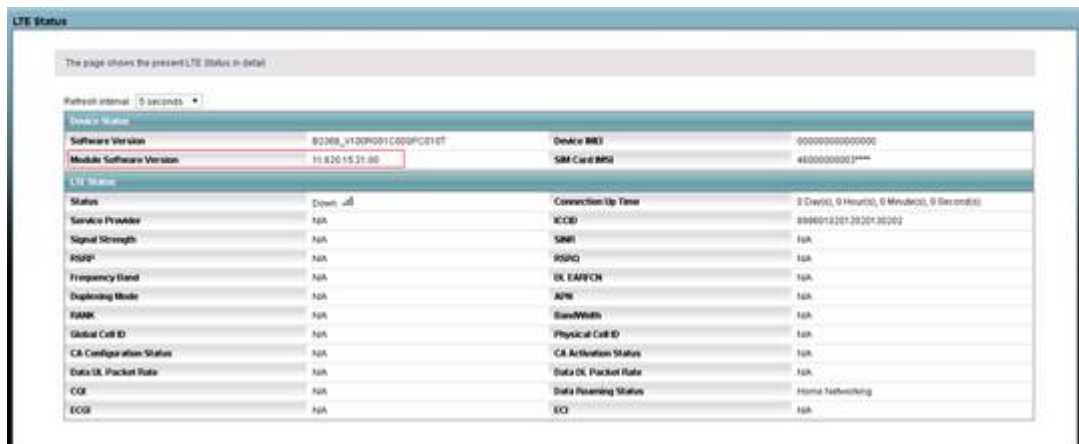 LTE Status
The page shows the present LTE Status in detail
Refresh interval 5 seconds
Device Status
Software Version B2368_V100R001C000PC010T Device IMEI 000000000000000
Module Software Version 11.620.15.21.00 SIM Card IMSI 46000000003****
LTE Status
Status Down Connection Up Time 0 Day(s), 0 Hour(s), 0 Minute(s), 0 Second(s)
Service Provider N/A ICCID
Signal Strength N/A SINR N/A
RSRP N/A RSRQ N/A
Frequency Band N/A DL EARFCN N/A
Duplexing Mode N/A APN N/A
RANK N/A BandWidth N/A
Global Cell ID N/A Physical Cell ID N/A
CA Configuration Status N/A CA Activation Status N/A
Data UL Packet Rate N/A Data DL Packet Rate N/A
CGI N/A Data Roaming Status Home Networking
ECGI N/A ECI N/A